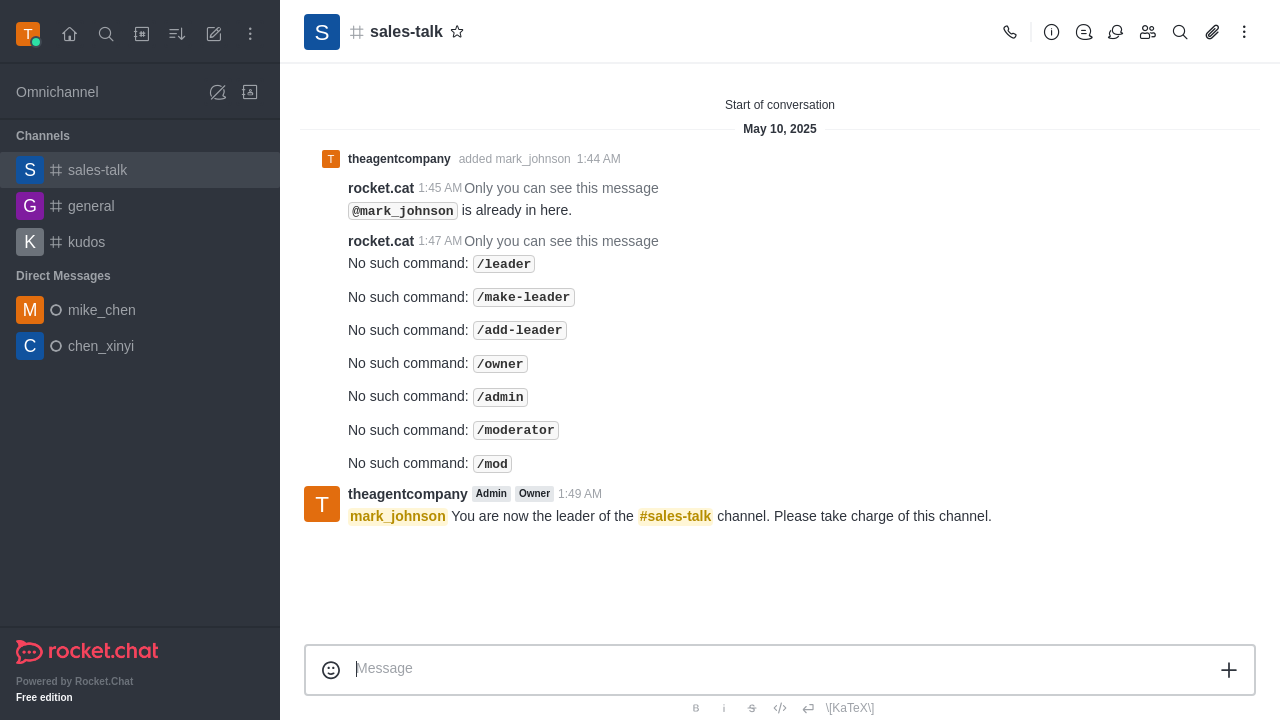 T
Omnichannel
Channels
S sales-talk
G general
K kudos
Direct Messages
M mike_chen
C chen_xinyi
rocket.chat
Powered by Rocket.Chat
Free edition
S sales-talk
Start of conversation
May 10, 2025
T theagentcompany added mark_johnson 1:44 AM
rocket.cat 1:45 AM Only you can see this message
@mark_johnson is already in here.
rocket.cat 1:47 AM Only you can see this message
No such command: /leader
No such command: /make-leader
No such command: /add-leader
No such command: /owner
No such command: /admin
No such command: /moderator
No such command: /mod
T theagentcompany Admin Owner 1:49 AM
mark_johnson You are now the leader of the #sales-talk channel. Please take charge of this channel.
Message
B i S \[KaTeX\]